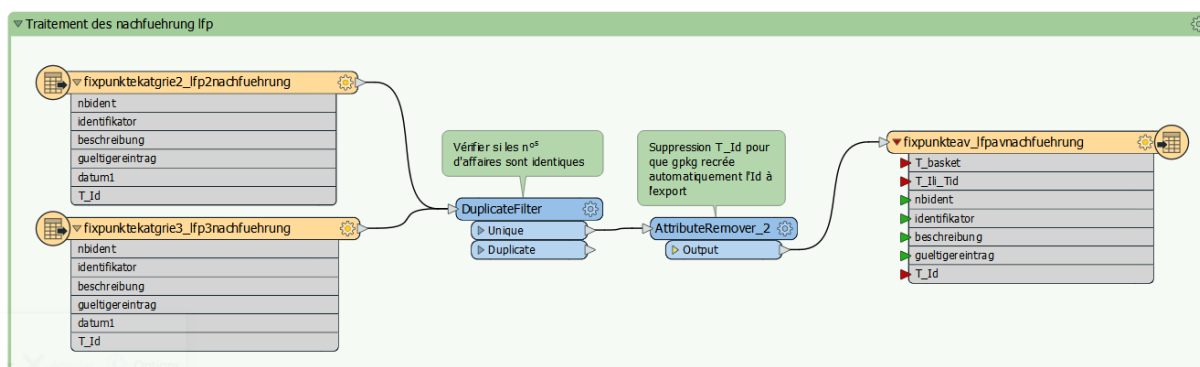 Traitement des nachfuehrung lfp
fixpunktekatgrie2_lfp2nachfuehrung
nbident
identifikator
beschreibung
gueltigereintrag
datum1
T_Id
fixpunktekatgrie3_lfp3nachfuehrung
nbident
identifikator
beschreibung
gueltigereintrag
datum1
T_Id
Vérifier si les nºˢ
d'affaires sont identiques
DuplicateFilter
Unique
Duplicate
Suppression T_Id pour
que gpkg recrée
automatiquement l'Id à
l'export
AttributeRemover_2
Output
fixpunkteav_lfpavnachfuehrung
T_basket
T_Ili_Tid
nbident
identifikator
beschreibung
gueltigereintrag
T_Id